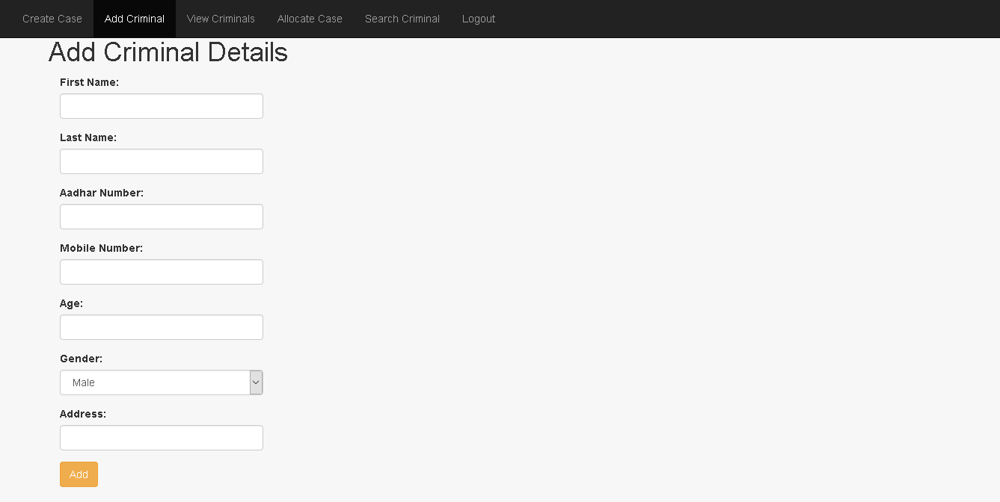 Create Case Add Criminal View Criminals Allocate Case Search Criminal Logout
Add Criminal Details
First Name:
Last Name:
Aadhar Number:
Mobile Number:
Age:
Gender:
Male
Address:
Add